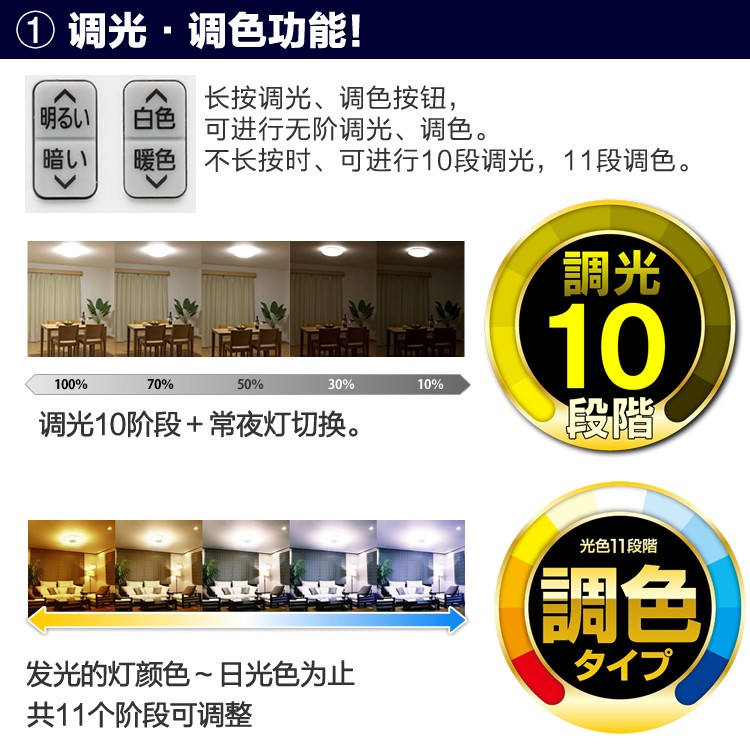 ① 调光·调色功能!
明るい
暗い
白色
暖色
长按调光、调色按钮，
可进行无阶调光、调色。
不长按时、可进行10段调光，11段调色。
調光
10
段階
100% 70% 50% 30% 10%
调光10阶段＋常夜灯切换。
光色11段階
調色
タイプ
发光的灯颜色～日光色为止
共11个阶段可调整